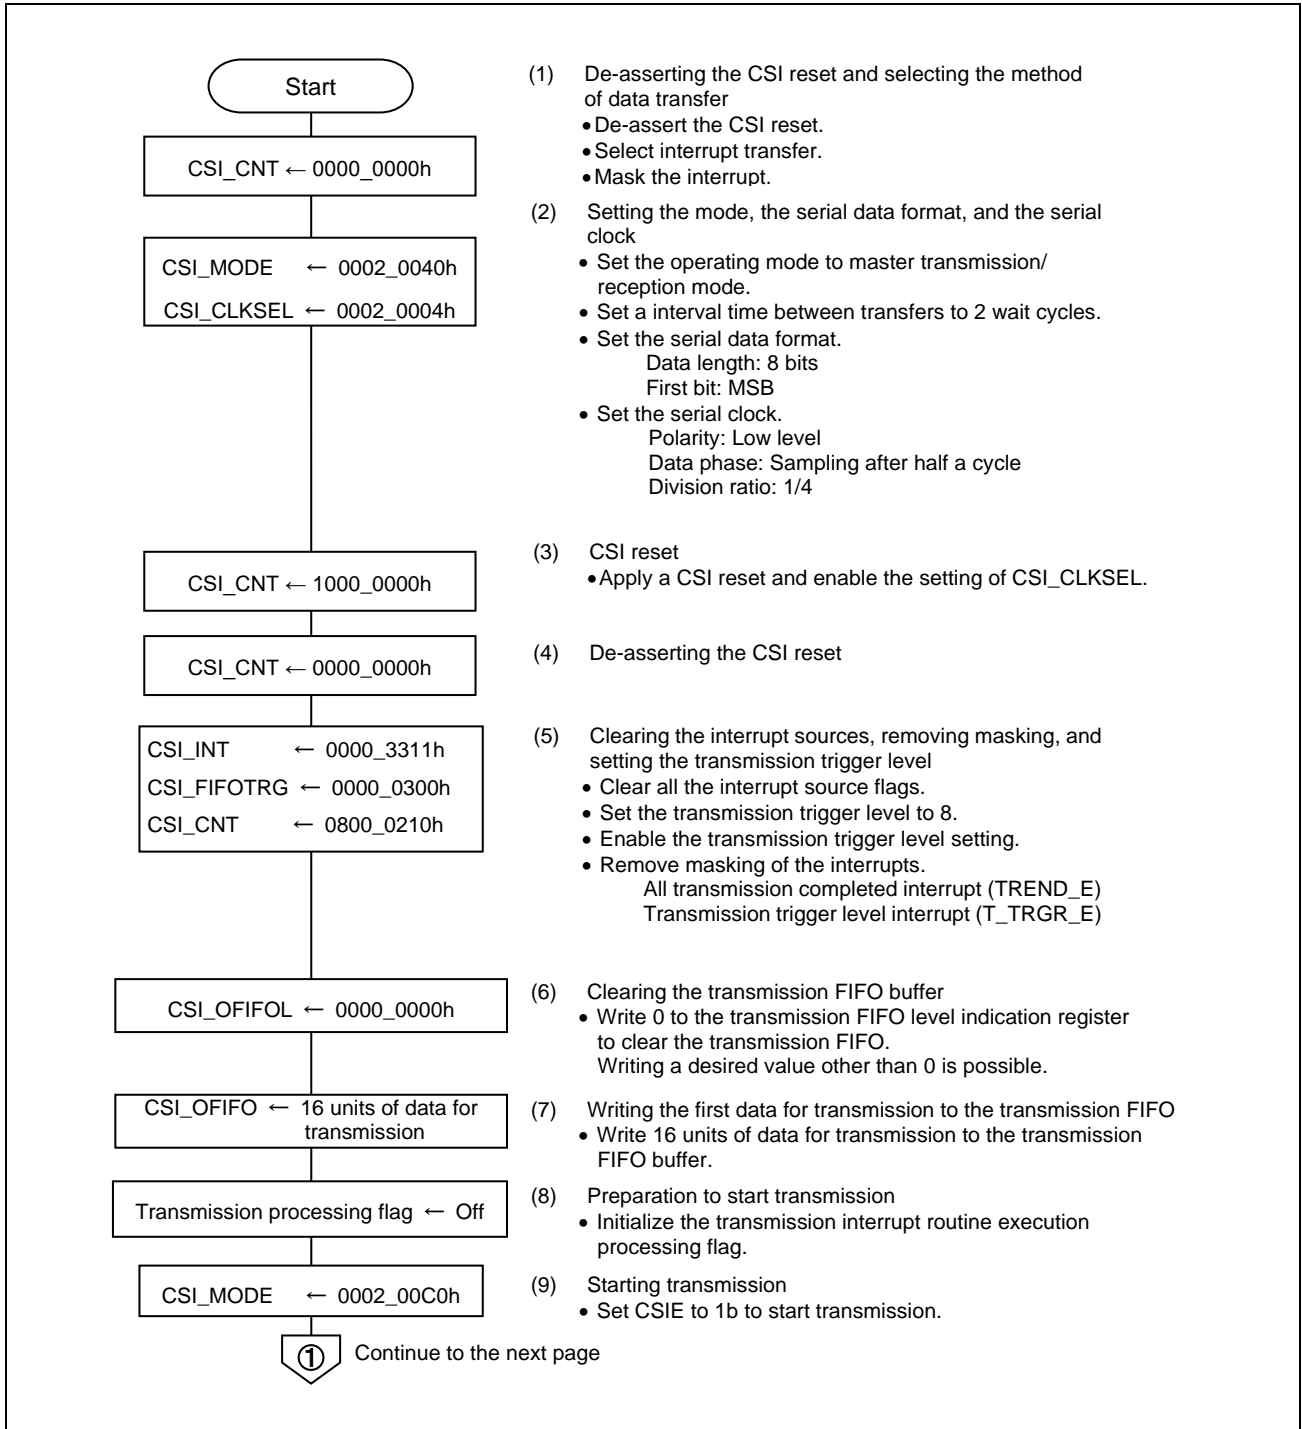 Start
(1) De-asserting the CSI reset and selecting the method
of data transfer
• De-assert the CSI reset.
• Select interrupt transfer.
• Mask the interrupt.
CSI_CNT ← 0000_0000h
(2) Setting the mode, the serial data format, and the serial
clock
• Set the operating mode to master transmission/
reception mode.
• Set a interval time between transfers to 2 wait cycles.
• Set the serial data format.
Data length: 8 bits
First bit: MSB
• Set the serial clock.
Polarity: Low level
Data phase: Sampling after half a cycle
Division ratio: 1/4
CSI_MODE ← 0002_0040h
CSI_CLKSEL ← 0002_0004h
(3) CSI reset
• Apply a CSI reset and enable the setting of CSI_CLKSEL.
CSI_CNT ← 1000_0000h
(4) De-asserting the CSI reset
CSI_CNT ← 0000_0000h
(5) Clearing the interrupt sources, removing masking, and
setting the transmission trigger level
• Clear all the interrupt source flags.
• Set the transmission trigger level to 8.
• Enable the transmission trigger level setting.
• Remove masking of the interrupts.
All transmission completed interrupt (TREND_E)
Transmission trigger level interrupt (T_TRGR_E)
CSI_INT ← 0000_3311h
CSI_FIFOTRG ← 0000_0300h
CSI_CNT ← 0800_0210h
(6) Clearing the transmission FIFO buffer
• Write 0 to the transmission FIFO level indication register
to clear the transmission FIFO.
Writing a desired value other than 0 is possible.
CSI_OFIFOL ← 0000_0000h
(7) Writing the first data for transmission to the transmission FIFO
• Write 16 units of data for transmission to the transmission
FIFO buffer.
CSI_OFIFO ← 16 units of data for
transmission
(8) Preparation to start transmission
• Initialize the transmission interrupt routine execution
processing flag.
Transmission processing flag ← Off
(9) Starting transmission
• Set CSIE to 1b to start transmission.
CSI_MODE ← 0002_00C0h
① Continue to the next page